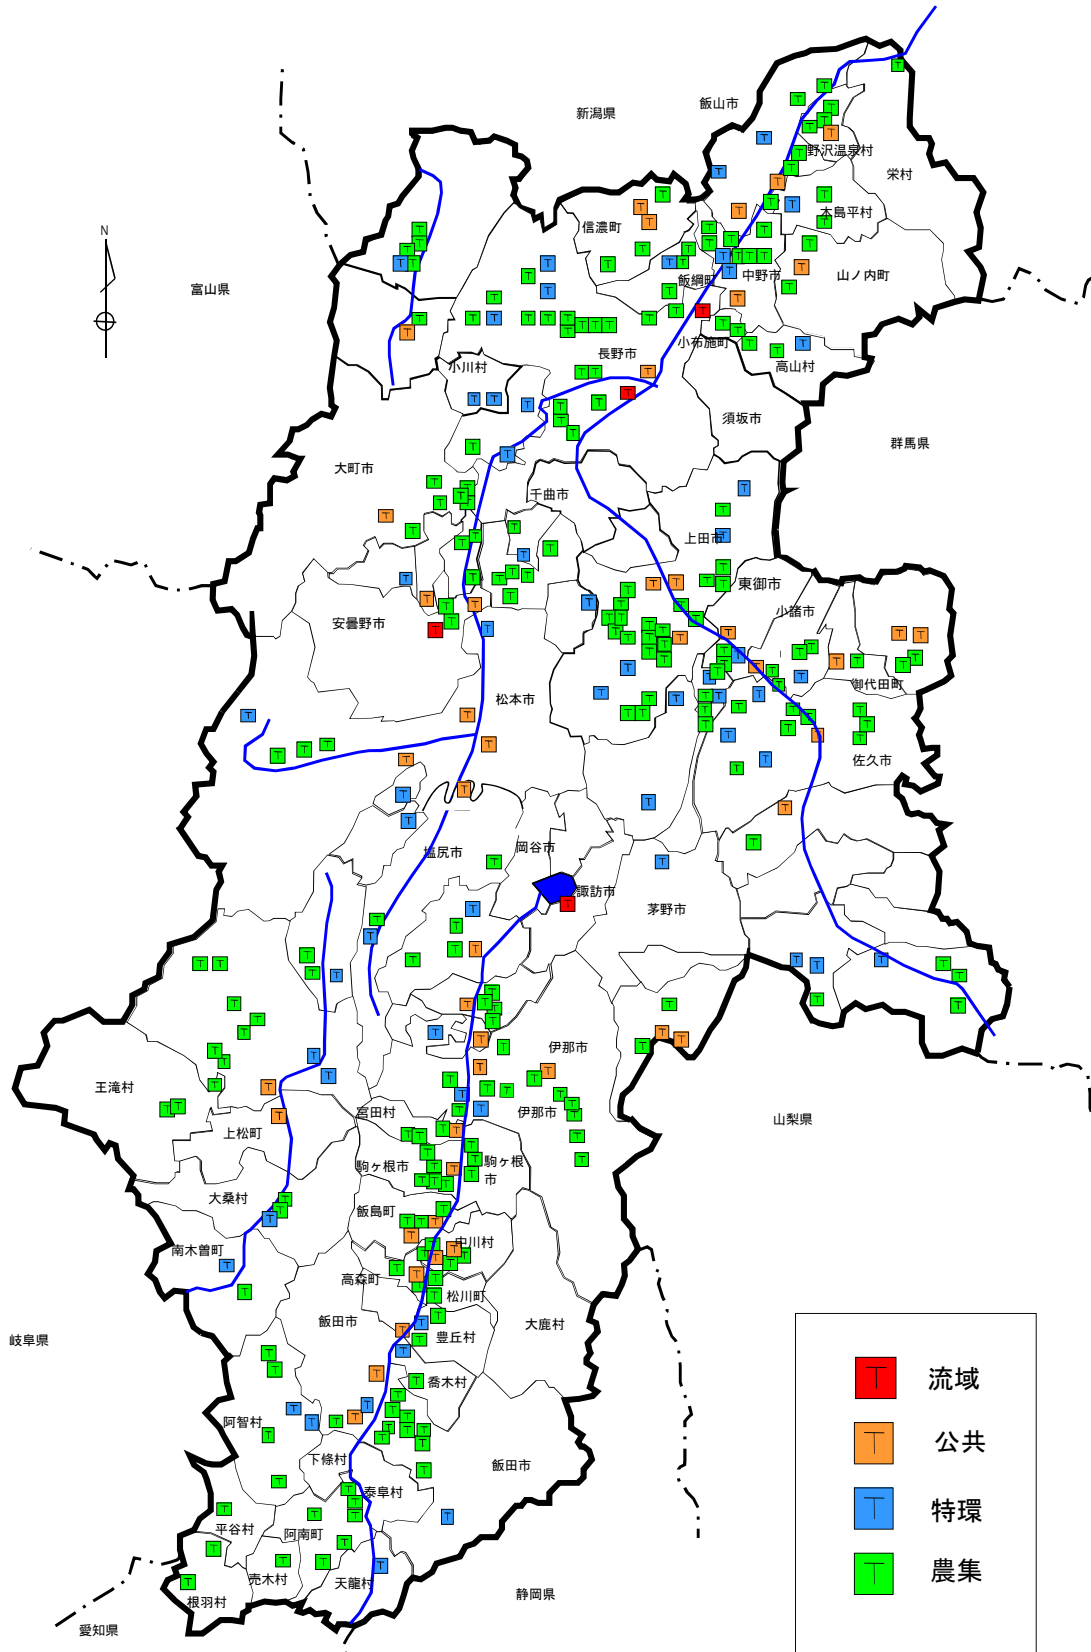 新潟県
飯山市
野沢温泉村
栄村
木島平村
信濃町
N
富山県
飯綱町
中野市
山ノ内町
小布施町
長野市
小川村
高山村
須坂市
群馬県
大町市
千曲市
上田市
東御市
小諸市
安曇野市
御代田町
松本市
佐久市
塩尻市
岡谷市
諏訪市
茅野市
伊那市
王滝村
宮田村
伊那市
山梨県
上松町
駒ヶ根市
駒ヶ根
市
大桑村
飯島町
南木曽町
中川村
高森町
松川町
飯田市
大鹿村
岐阜県
豊丘村
喬木村
流域
阿智村
公共
下條村
飯田市
泰阜村
特環
平谷村
阿南町
農集
売木村
天龍村
根羽村
静岡県
愛知県